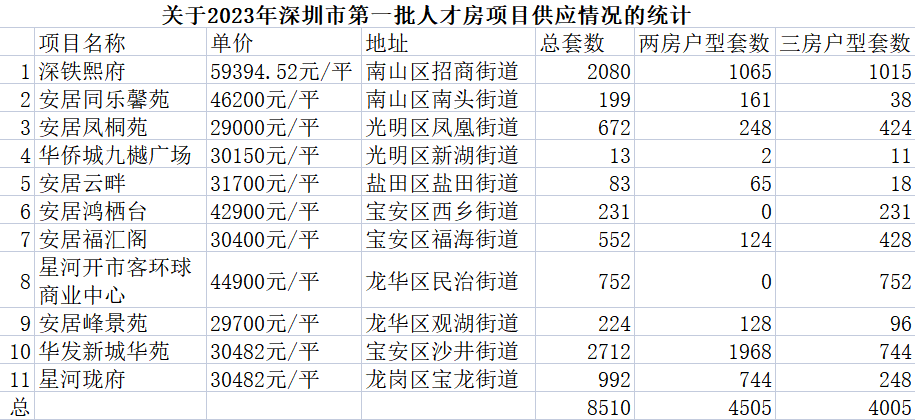 关于2023年深圳市第一批人才房项目供应情况的统计
项目名称 单价 地址 总套数 两房户型套数 三房户型套数
1 深铁熙府 59394.52元/平 南山区招商街道 2080 1065 1015
2 安居同乐馨苑 46200元/平 南山区南头街道 199 161 38
3 安居凤桐苑 29000元/平 光明区凤凰街道 672 248 424
4 华侨城九樾广场 30150元/平 光明区新湖街道 13 2 11
5 安居云畔 31700元/平 盐田区盐田街道 83 65 18
6 安居鸿栖台 42900元/平 宝安区西乡街道 231 0 231
7 安居福汇阁 30400元/平 宝安区福海街道 552 124 428
8 星河开市客环球 44900元/平 龙华区民治街道 752 0 752
商业中心
9 安居峰景苑 29700元/平 龙华区观湖街道 224 128 96
10 华发新城华苑 30482元/平 宝安区沙井街道 2712 1968 744
11 星河珑府 30482元/平 龙岗区宝龙街道 992 744 248
总 8510 4505 4005